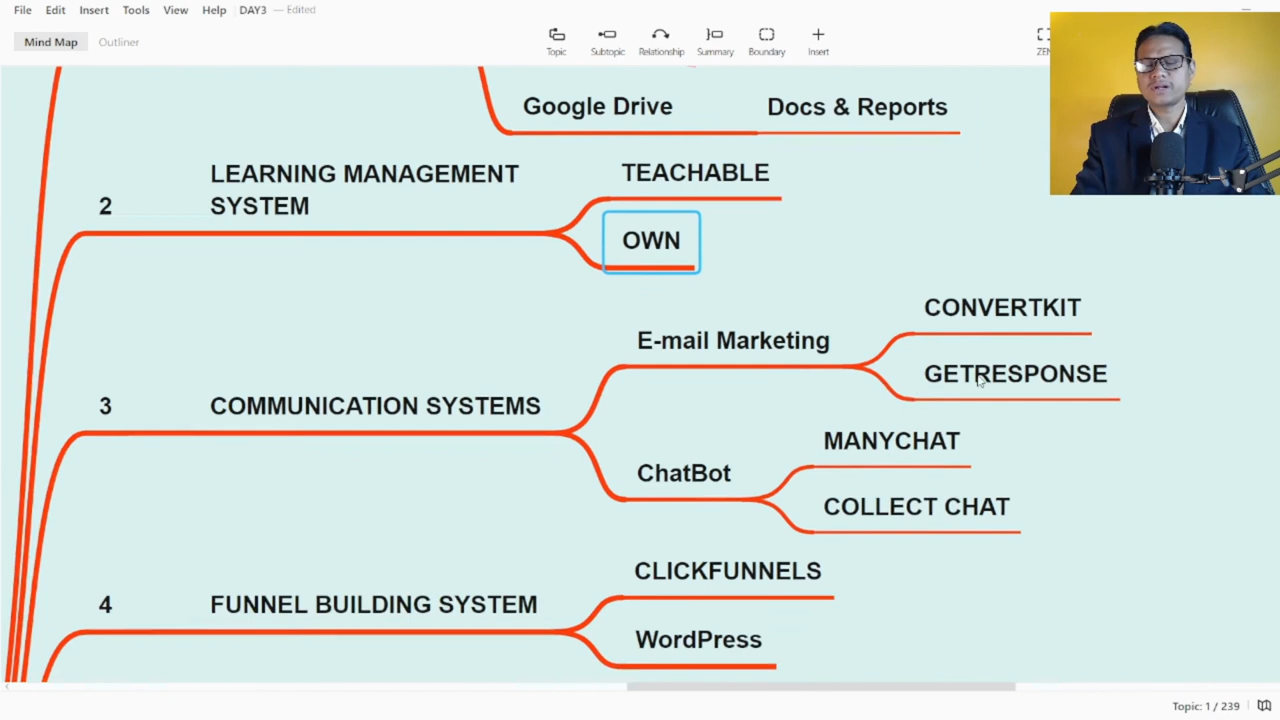 File Edit Insert Tools View Help DAY3 — Edited
Mind Map Outliner
Topic Subtopic Relationship Summary Boundary Insert
Google Drive Docs & Reports
2 LEARNING MANAGEMENT
SYSTEM
TEACHABLE
OWN
3 COMMUNICATION SYSTEMS
E-mail Marketing
CONVERTKIT
GETRESPONSE
ChatBot
MANYCHAT
COLLECT CHAT
4 FUNNEL BUILDING SYSTEM
CLICKFUNNELS
WordPress
Topic: 1 / 239